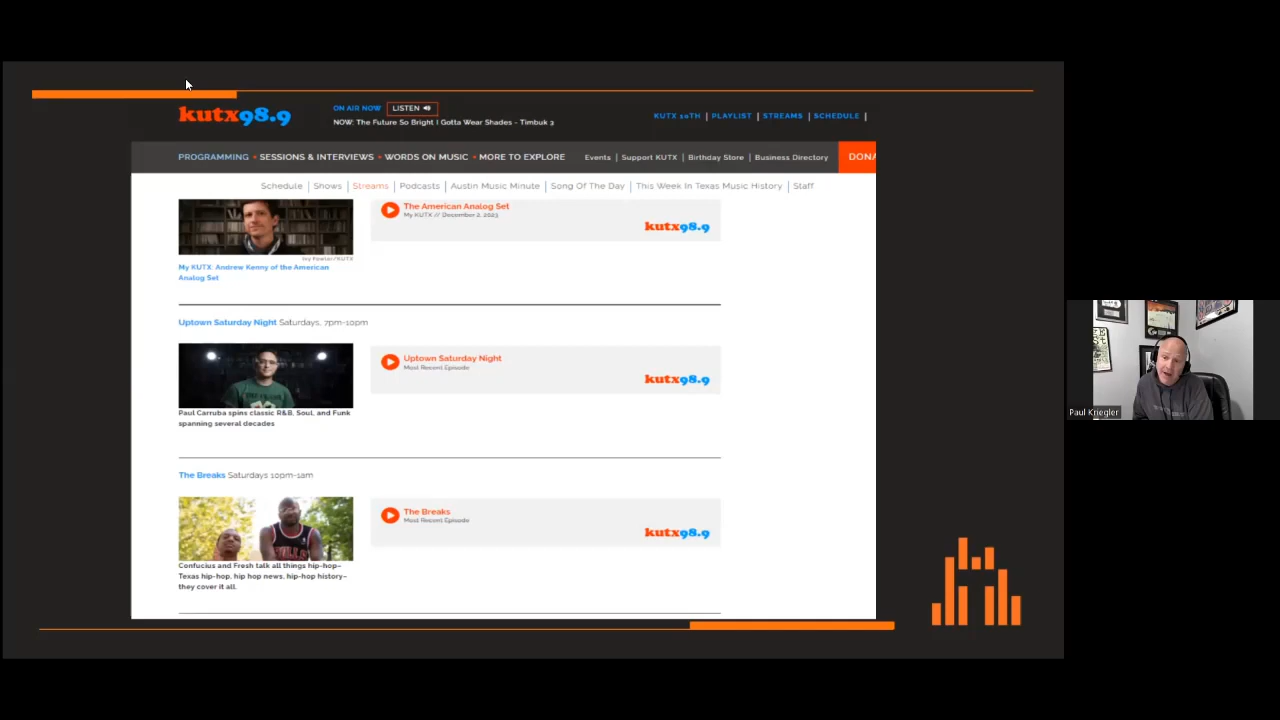 kutx98.9
ON AIR NOW LISTEN
NOW: The Future So Bright I Gotta Wear Shades - Timbuk 3
KUTX 10TH | PLAYLIST | STREAMS | SCHEDULE |
PROGRAMMING • SESSIONS & INTERVIEWS • WORDS ON MUSIC • MORE TO EXPLORE
Events | Support KUTX | Birthday Store | Business Directory
DONA
Schedule | Shows | Streams | Podcasts | Austin Music Minute | Song Of The Day | This Week In Texas Music History | Staff
The American Analog Set
My KUTX // December 2, 2023
kutx98.9
Ivy Fowler/KUTX
My KUTX: Andrew Kenny of the American
Analog Set
Uptown Saturday Night Saturdays, 7pm-10pm
Uptown Saturday Night
Most Recent Episode
kutx98.9
Paul Carruba spins classic R&B, Soul, and Funk
spanning several decades
The Breaks Saturdays 10pm-1am
The Breaks
Most Recent Episode
kutx98.9
Confucius and Fresh talk all things hip-hop–
Texas hip-hop, hip hop news, hip-hop history–
they cover it all.
Paul Kriegler